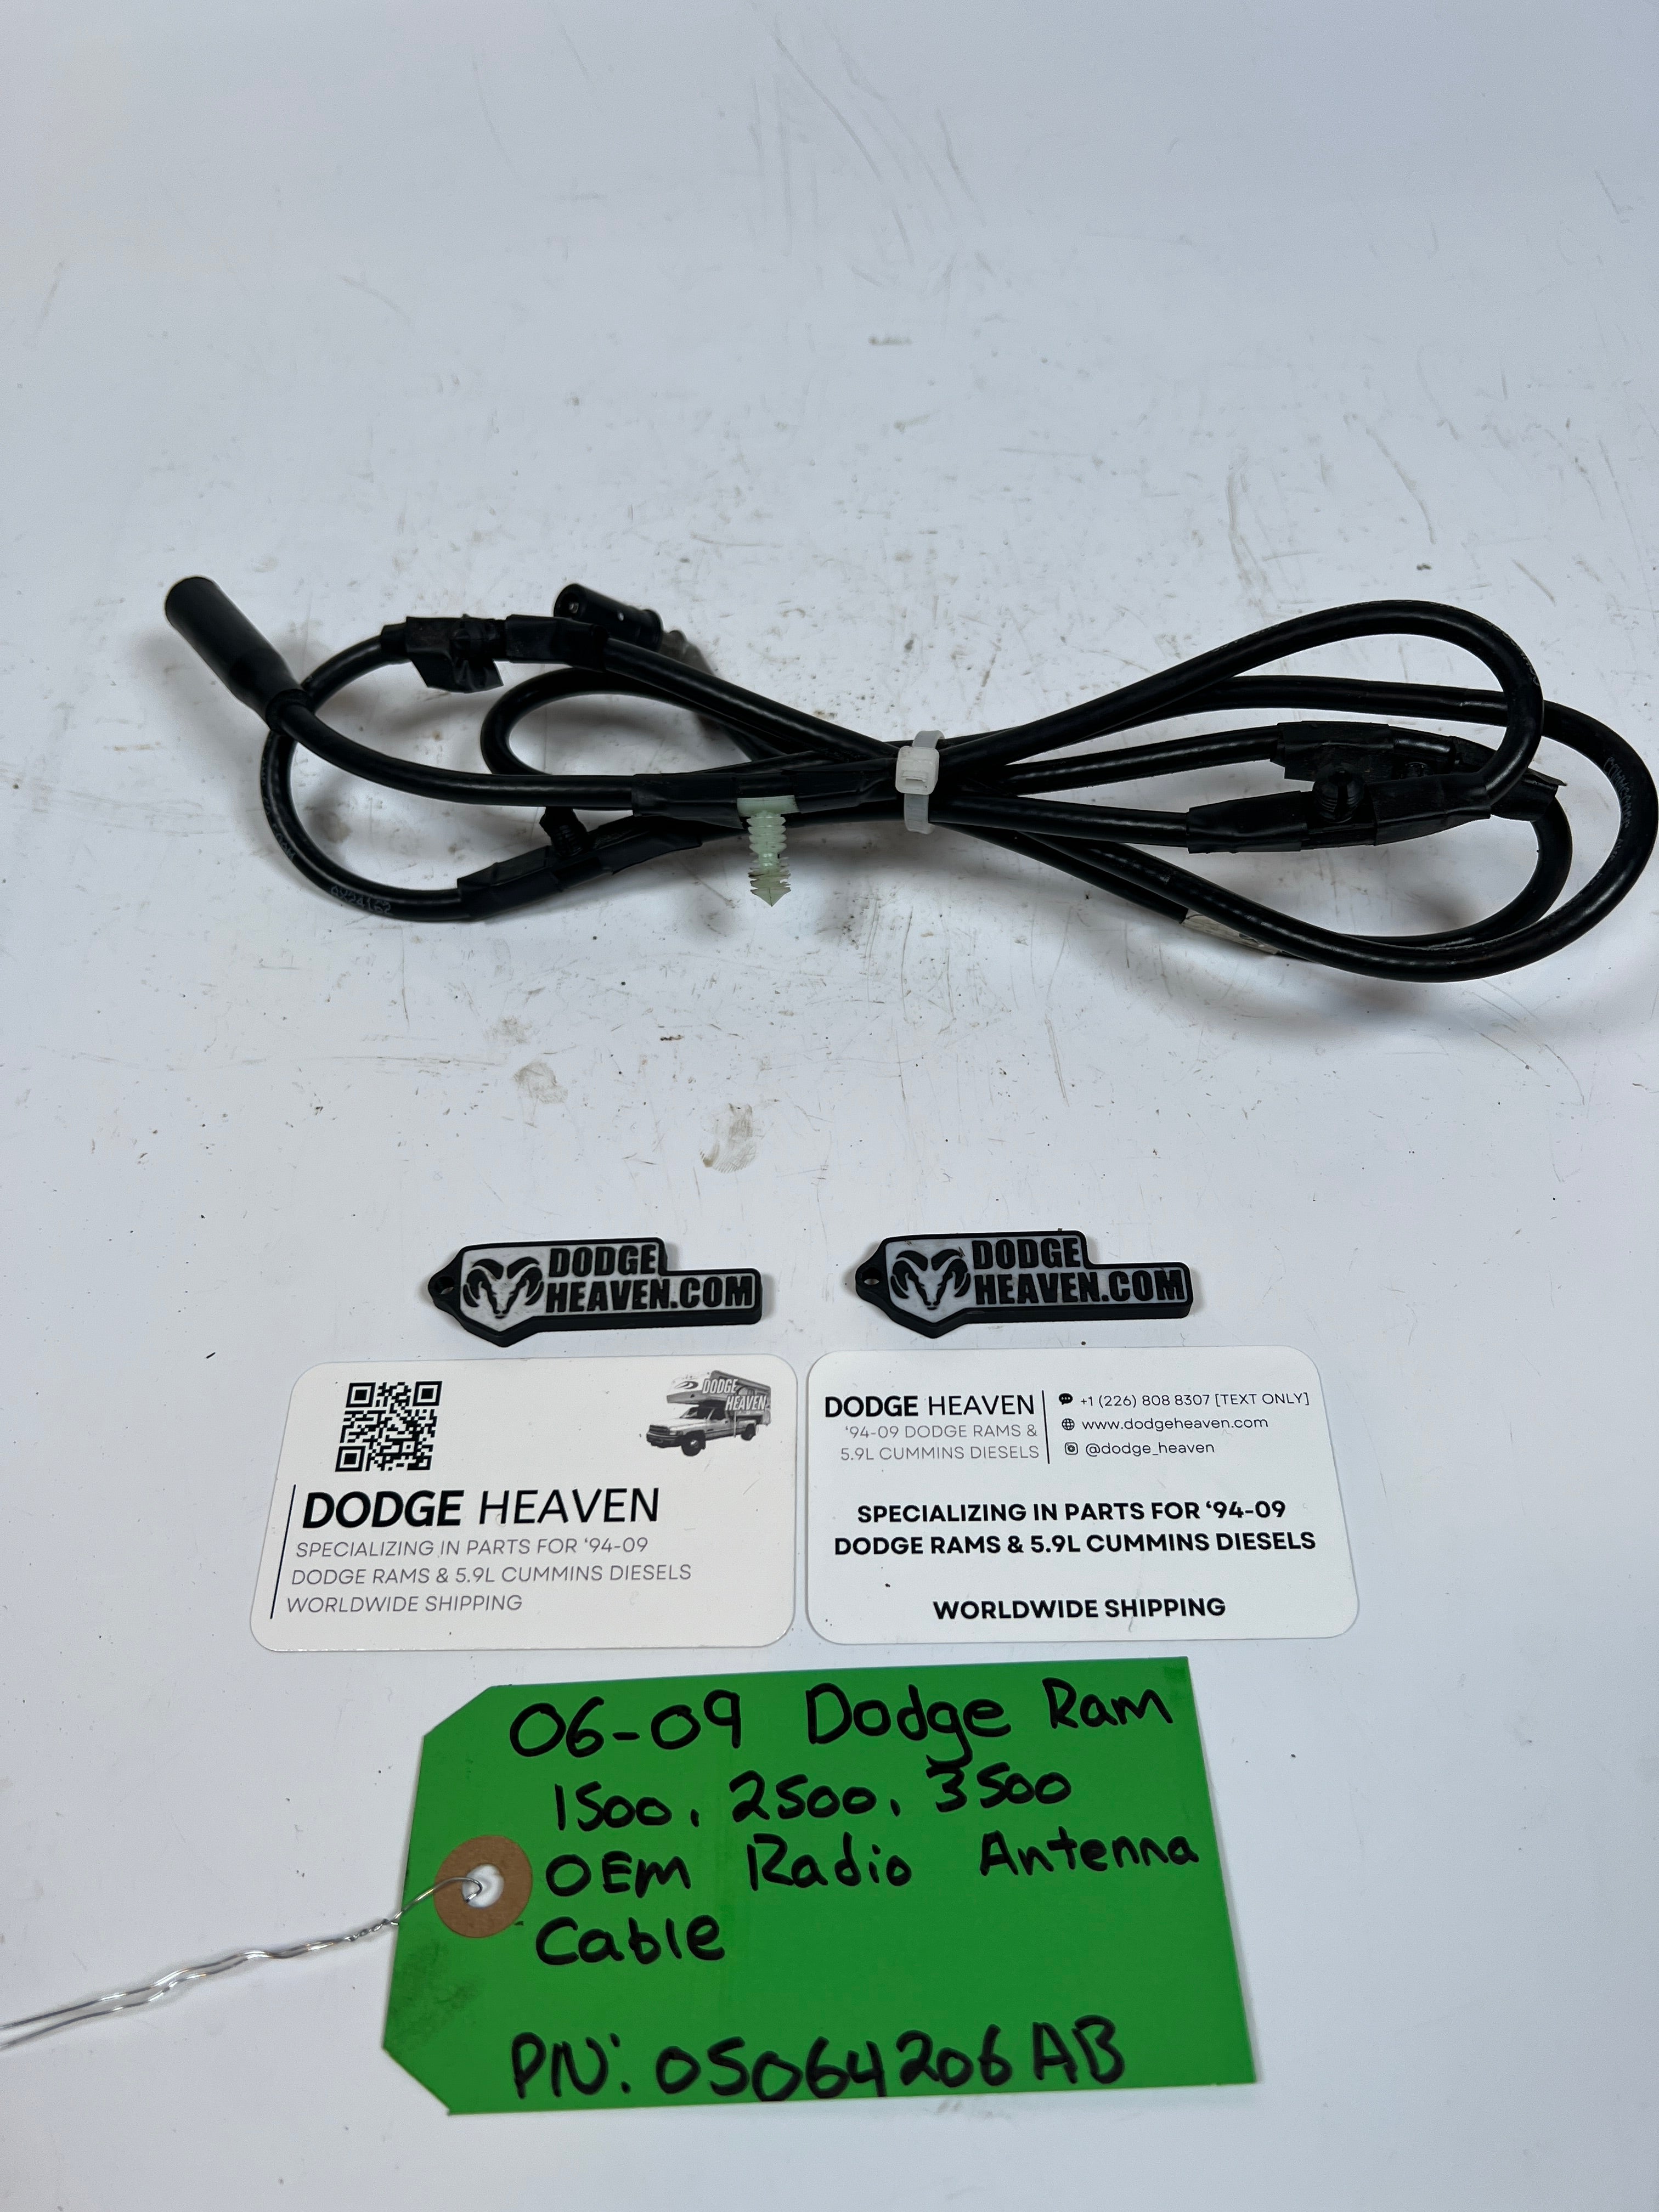 6X24152
DODGE
HEAVEN.COM
DODGE
HEAVEN.COM
DODGE
HEAVEN
DODGE HEAVEN
SPECIALIZING IN PARTS FOR ‘94-09
DODGE RAMS & 5.9L CUMMINS DIESELS
WORLDWIDE SHIPPING
DODGE HEAVEN
‘94-09 DODGE RAMS &
5.9L CUMMINS DIESELS
+1 (226) 808 8307 [TEXT ONLY]
www.dodgeheaven.com
@dodge_heaven
SPECIALIZING IN PARTS FOR ‘94-09
DODGE RAMS & 5.9L CUMMINS DIESELS
WORLDWIDE SHIPPING
06-09 Dodge Ram
1500, 2500, 3500
OEM Radio Antenna
Cable
PN: 05064206AB